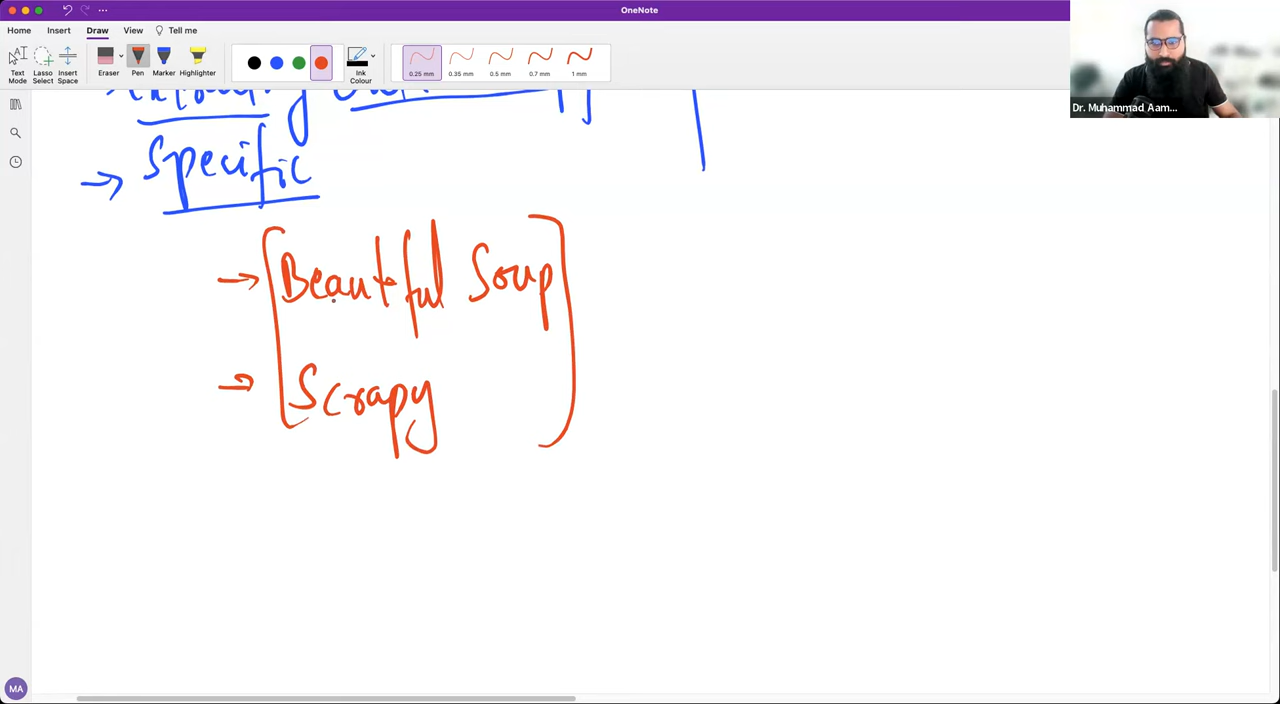 OneNote
Home Insert Draw View Tell me
Text Mode Lasso Select Insert Space Eraser Pen Marker Highlighter Ink Colour 0.25 mm 0.35 mm 0.5 mm 0.7 mm 1 mm
Dr. Muhammad Aam...
→ Specific
→ Beautiful Soup
→ Scrapy
MA